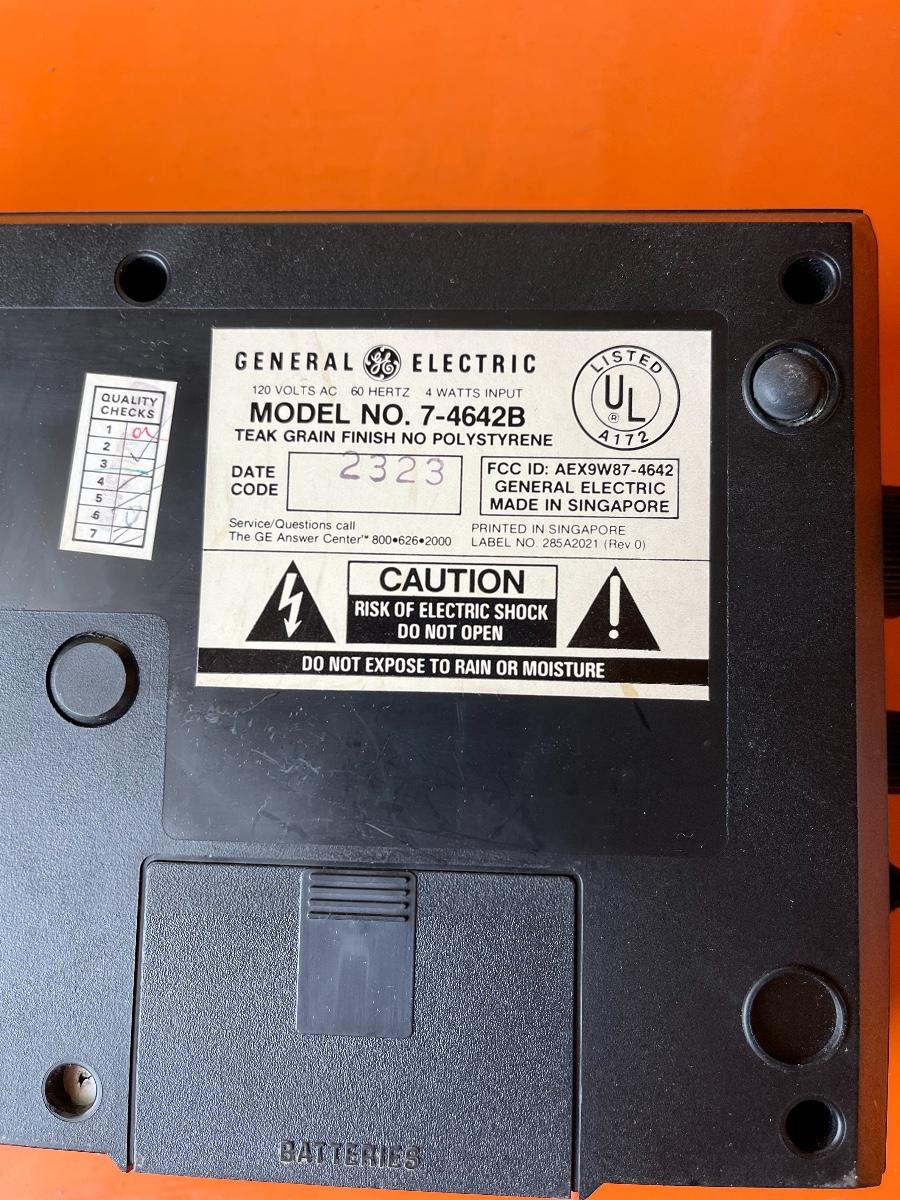 GENERAL GE ELECTRIC
120 VOLTS AC 60 HERTZ 4 WATTS INPUT
MODEL NO. 7-4642B
TEAK GRAIN FINISH NO POLYSTYRENE
LISTED
UL
®
A172
DATE
CODE
2323
FCC ID: AEX9W87-4642
GENERAL ELECTRIC
MADE IN SINGAPORE
Service/Questions call
The GE Answer Center™ 800•626•2000
PRINTED IN SINGAPORE
LABEL NO. 285A2021 (Rev 0)
CAUTION
RISK OF ELECTRIC SHOCK
DO NOT OPEN
DO NOT EXPOSE TO RAIN OR MOISTURE
QUALITY
CHECKS
1
2
3
4
5
6
7
BATTERIES